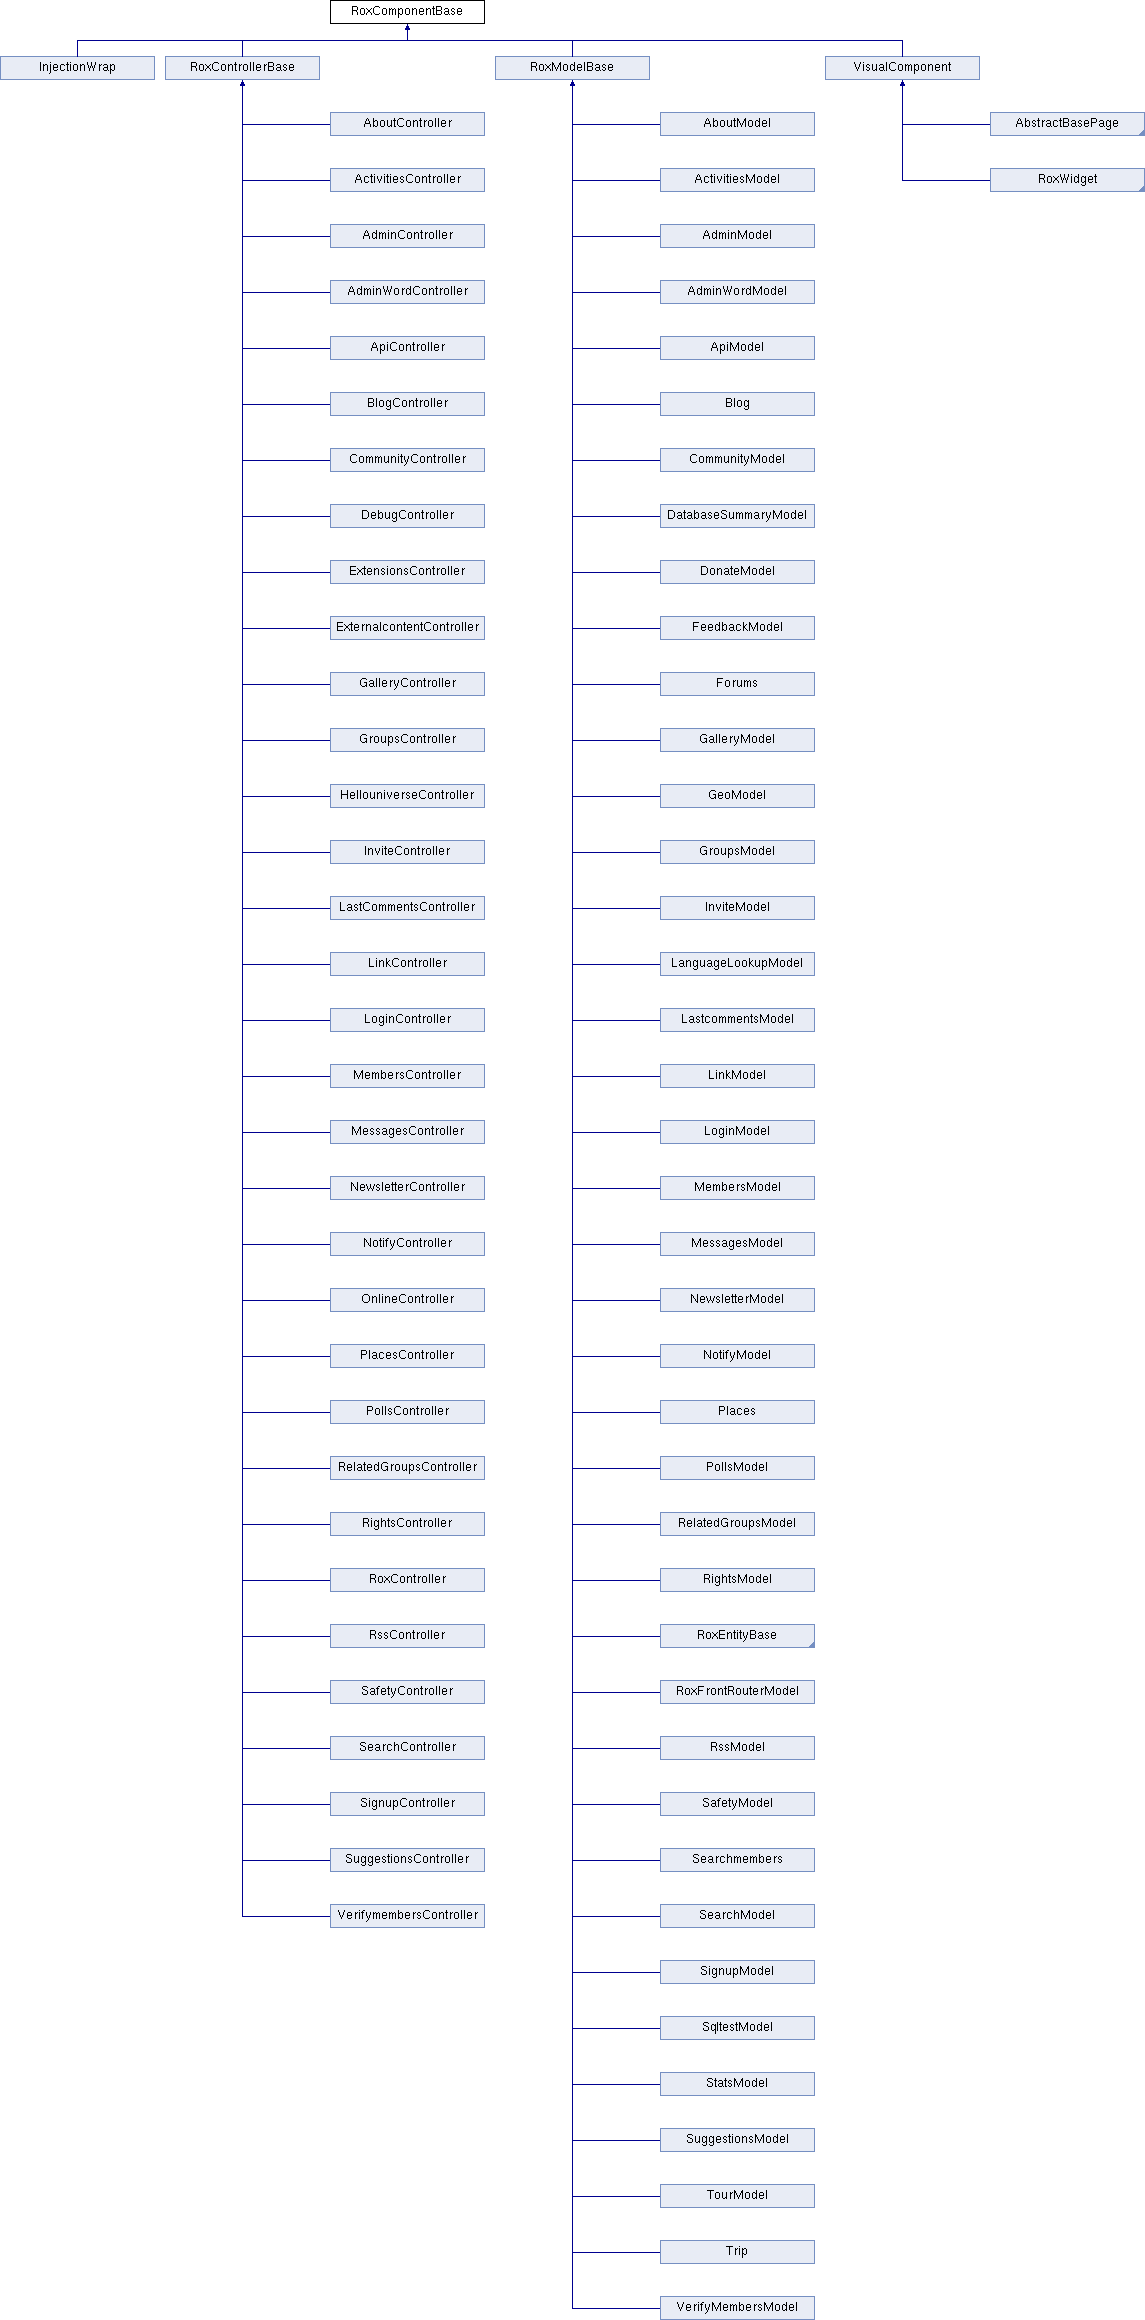 RoxComponentBase
InjectionWrap
RoxControllerBase
RoxModelBase
VisualComponent
AboutController
AboutModel
AbstractBasePage
ActivitiesController
ActivitiesModel
RoxWidget
AdminController
AdminModel
AdminWordController
AdminWordModel
ApiController
ApiModel
BlogController
Blog
CommunityController
CommunityModel
DebugController
DatabaseSummaryModel
ExtensionsController
DonateModel
ExternalcontentController
FeedbackModel
GalleryController
Forums
GroupsController
GalleryModel
HellouniverseController
GeoModel
InviteController
GroupsModel
LastCommentsController
InviteModel
LinkController
LanguageLookupModel
LoginController
LastcommentsModel
MembersController
LinkModel
MessagesController
LoginModel
NewsletterController
MembersModel
NotifyController
MessagesModel
OnlineController
NewsletterModel
PlacesController
NotifyModel
PollsController
Places
RelatedGroupsController
PollsModel
RightsController
RelatedGroupsModel
RoxController
RightsModel
RssController
RoxEntityBase
SafetyController
RoxFrontRouterModel
SearchController
RssModel
SignupController
SafetyModel
SuggestionsController
Searchmembers
VerifymembersController
SearchModel
SignupModel
SqltestModel
StatsModel
SuggestionsModel
TourModel
Trip
VerifyMembersModel